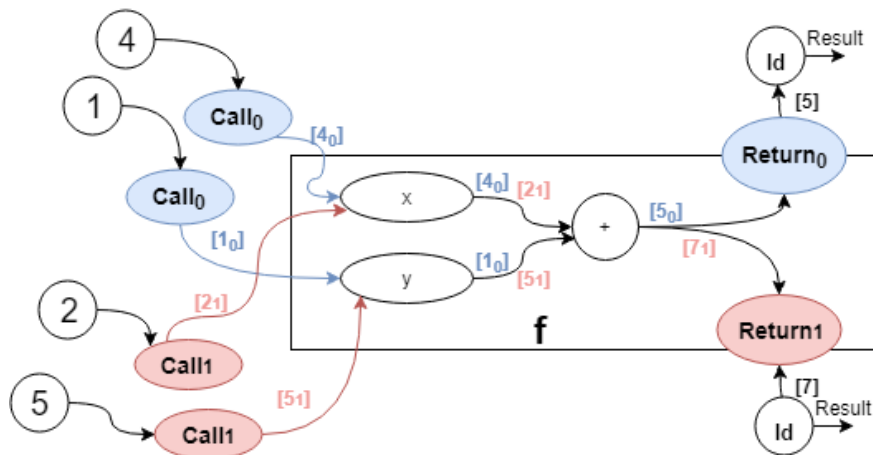 4
Call0
[40]
1
Call0
[10]
2
[21]
Call1
5
Call1
[51]
x
[40]
[21]
y
[10]
[51]
+
[50]
[71]
f
Id
Result
[5]
Return0
Return1
[7]
Id
Result